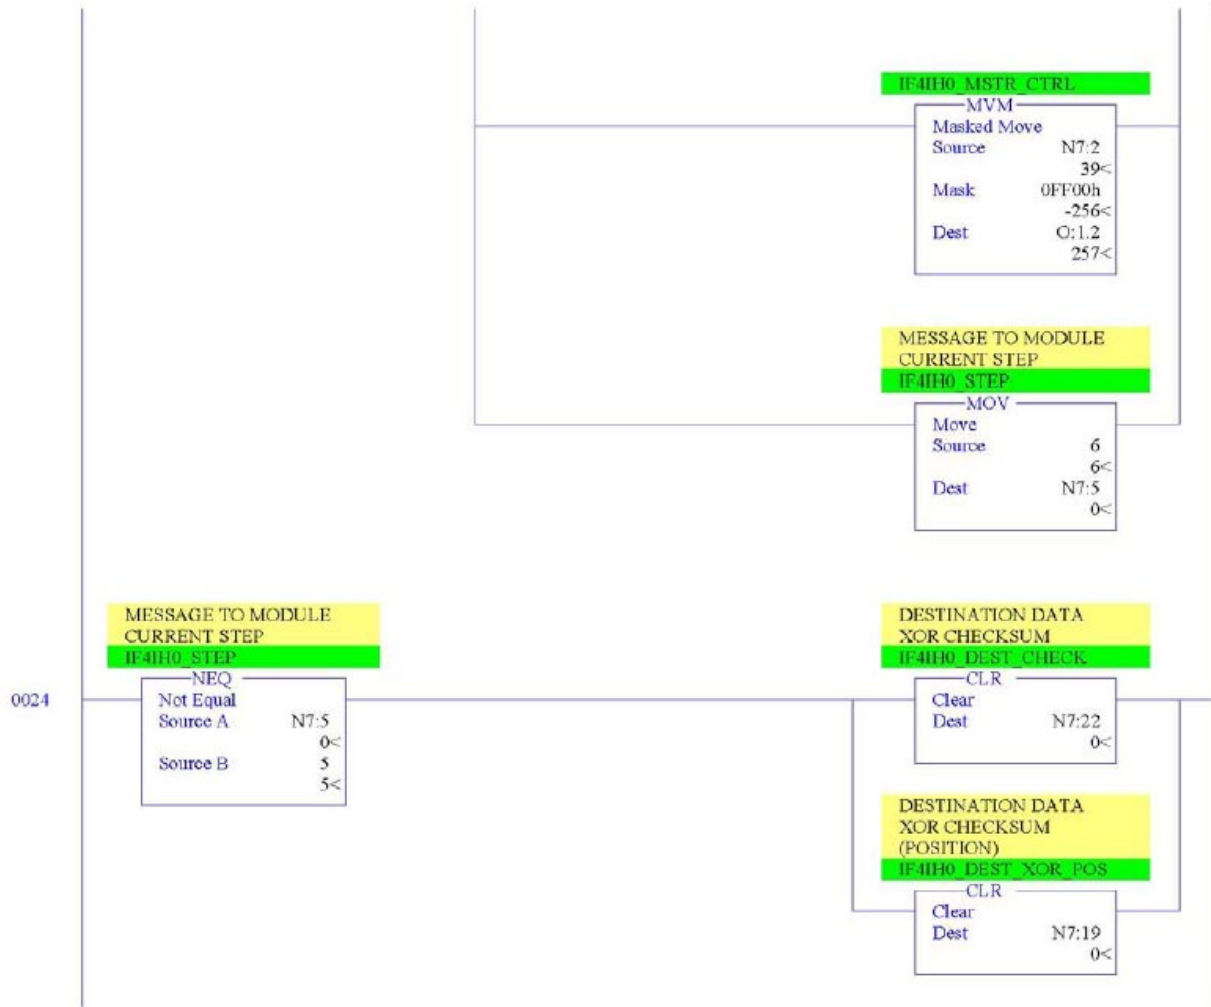 IF4IH0_MSTR_CTRL
MVM
Masked Move
Source N7:2
39<
Mask 0FF00h
-256<
Dest O:1.2
257<
MESSAGE TO MODULE
CURRENT STEP
IF4IH0_STEP
MOV
Move
Source 6
6<
Dest N7:5
0<
MESSAGE TO MODULE
CURRENT STEP
IF4IH0_STEP
NEQ
0024
Not Equal
Source A N7:5
0<
Source B 5
5<
DESTINATION DATA
XOR CHECKSUM
IF4IH0_DEST_CHECK
CLR
Clear
Dest N7:22
0<
DESTINATION DATA
XOR CHECKSUM
(POSITION)
IF4IH0_DEST_XOR_POS
CLR
Clear
Dest N7:19
0<